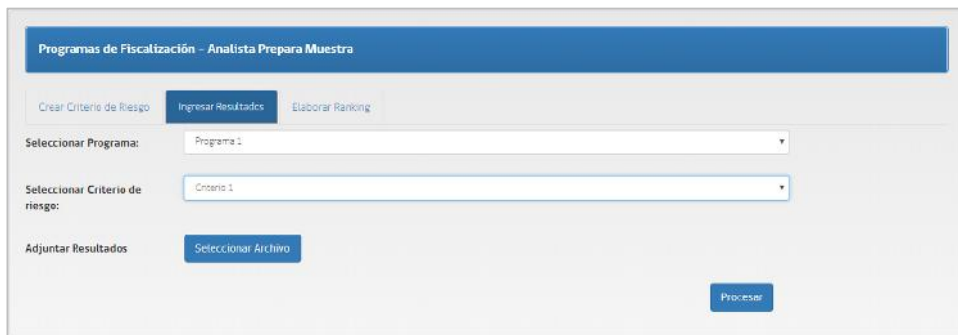 Programas de Fiscalización – Analista Prepara Muestra
Crear Criterio de Riesgo Ingresar Resultados Elaborar Ranking
Seleccionar Programa: Programa 1
Seleccionar Criterio de
riesgo:
Criterio 1
Adjuntar Resultados Seleccionar Archivo
Procesar